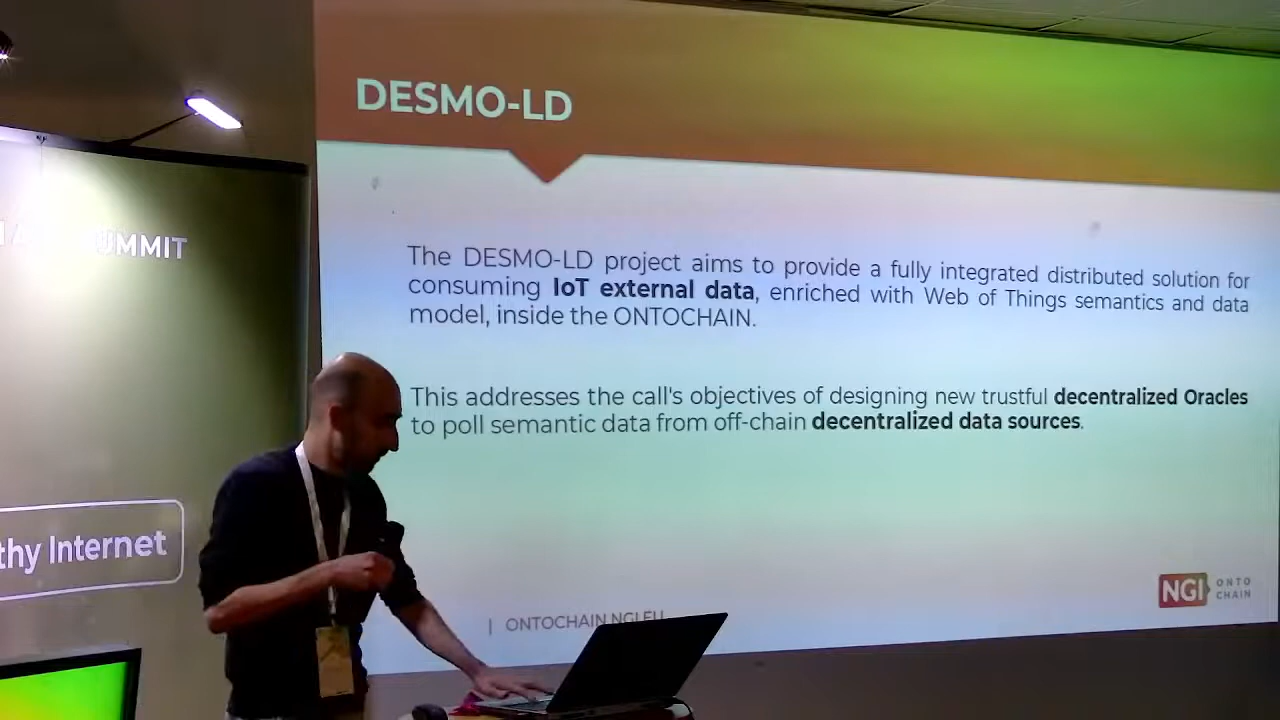 DESMO-LD
UMMIT
The DESMO-LD project aims to provide a fully integrated distributed solution for
consuming IoT external data, enriched with Web of Things semantics and data
model, inside the ONTOCHAIN.
This addresses the call's objectives of designing new trustful decentralized Oracles
to poll semantic data from off-chain decentralized data sources.
thy Internet
NGI ONTO
CHAIN
| ONTOCHAIN.NGI.EU